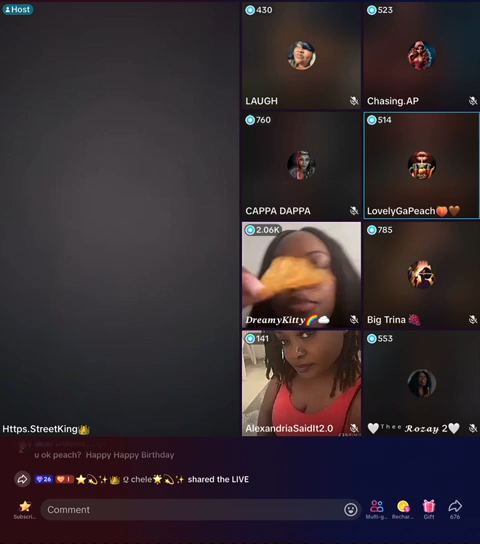 Host
430
LAUGH
523
Chasing.AP
760
CAPPA DAPPA
514
LovelyGaPeach🍑🤎
2.06K
DreamyKitty🌈☁️
785
Big Trina 🍇
141
AlexandriaSaidIt2.0
553
🤍ᵀʰᵉᵉ 𝓡𝓸𝔃𝓪𝔂 2🤍
Https.StreetKing👑
u ok peach? Happy Happy Birthday
26 1 ⭐💫✨👑 Q chele🌟💫✨ shared the LIVE
Subscri...
Comment
Multi-g...
Rechar...
Gift
676